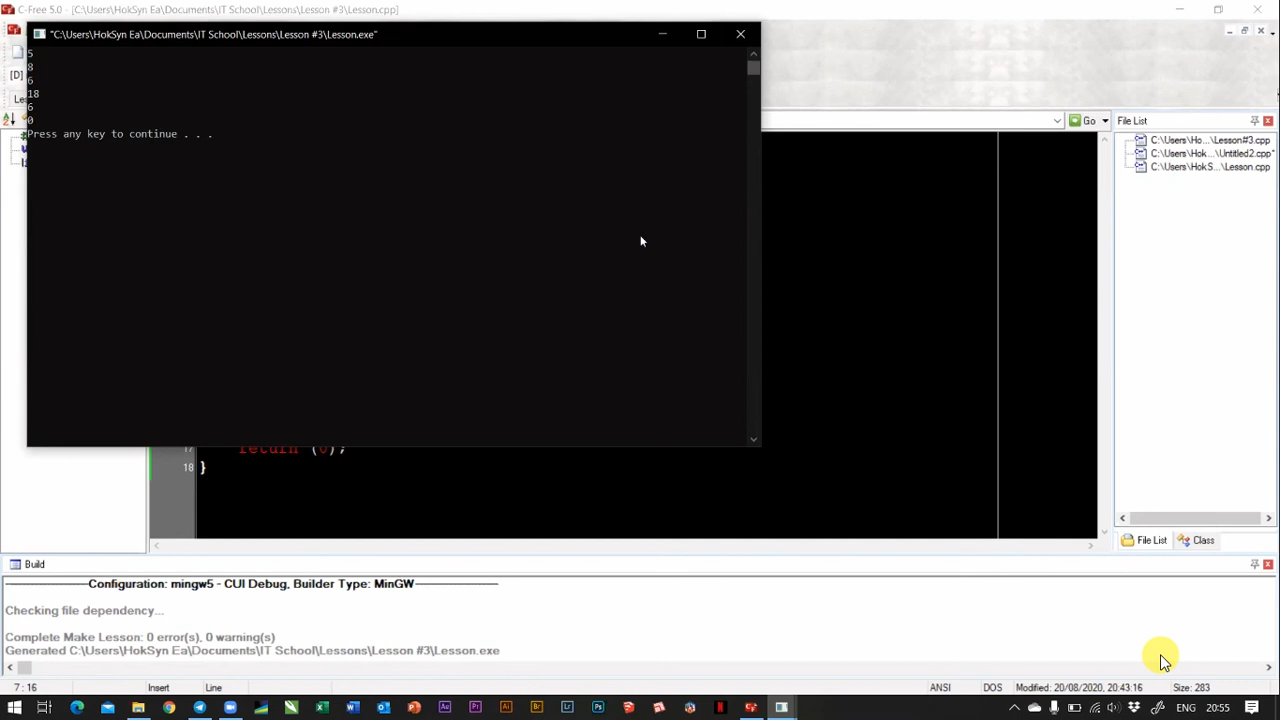 C-Free 5.0 - [C:\Users\HokSyn Ea\Documents\IT School\Lessons\Lesson #3\Lesson.cpp]
"C:\Users\HokSyn Ea\Documents\IT School\Lessons\Lesson #3\Lesson.exe"
5
8
6
18
6
0
Press any key to continue . . .
[D]
Go
File List
C:\Users\Ho...\Lesson#3.cpp
C:\Users\Hok...\Untitled2.cpp*
C:\Users\HokS...\Lesson.cpp
17 return (0);
18 }
File List Class
Build
Configuration: mingw5 - CUI Debug, Builder Type: MinGW
Checking file dependency...
Complete Make Lesson: 0 error(s), 0 warning(s)
Generated C:\Users\HokSyn Ea\Documents\IT School\Lessons\Lesson #3\Lesson.exe
7 : 16 Insert Line ANSI DOS Modified: 20/08/2020, 20:43:16 Size: 283
ENG 20:55